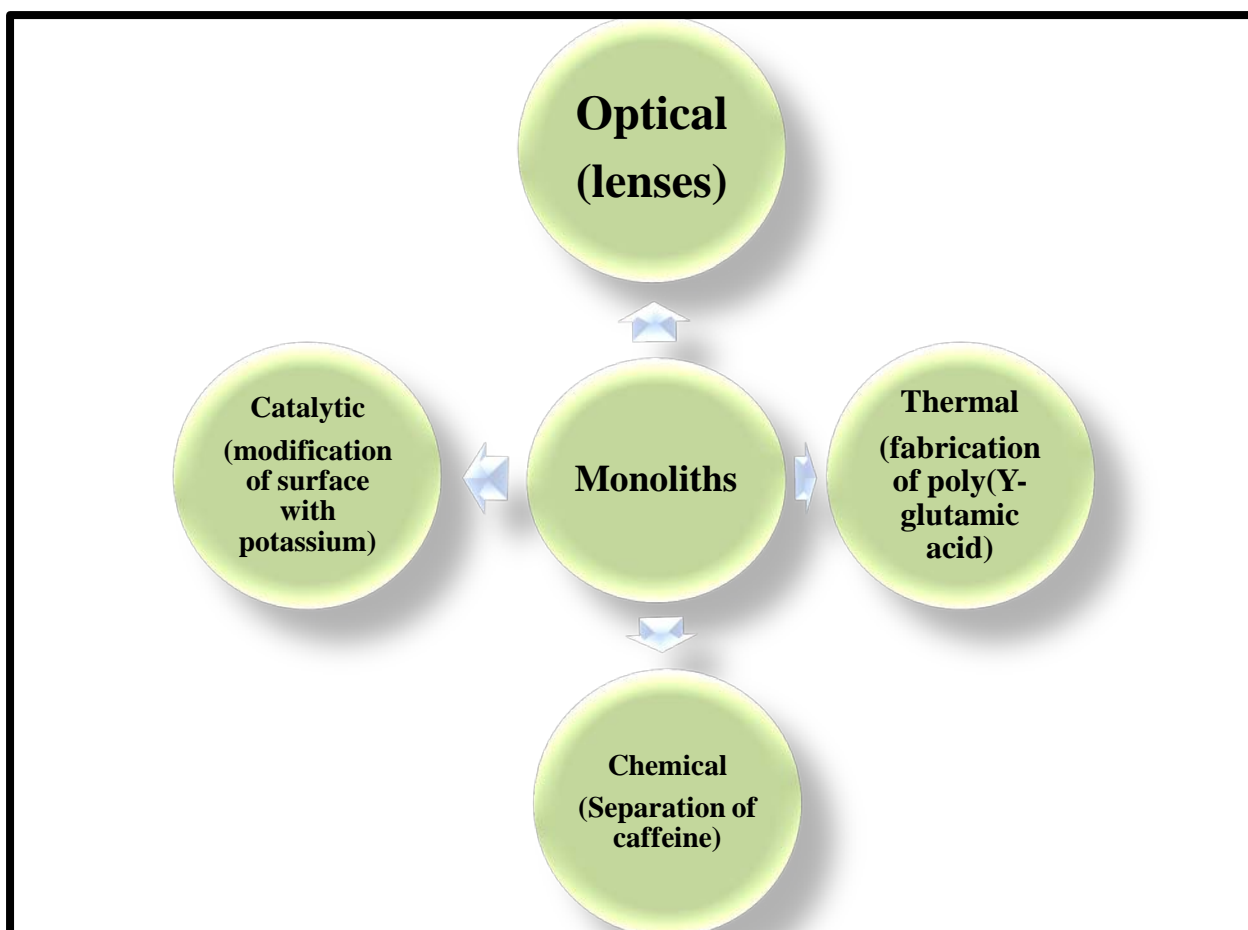 Optical
(lenses)
Catalytic
(modification
of surface
with
potassium)
Monoliths
Thermal
(fabrication
of poly(Y-
glutamic
acid)
Chemical
(Separation of
caffeine)